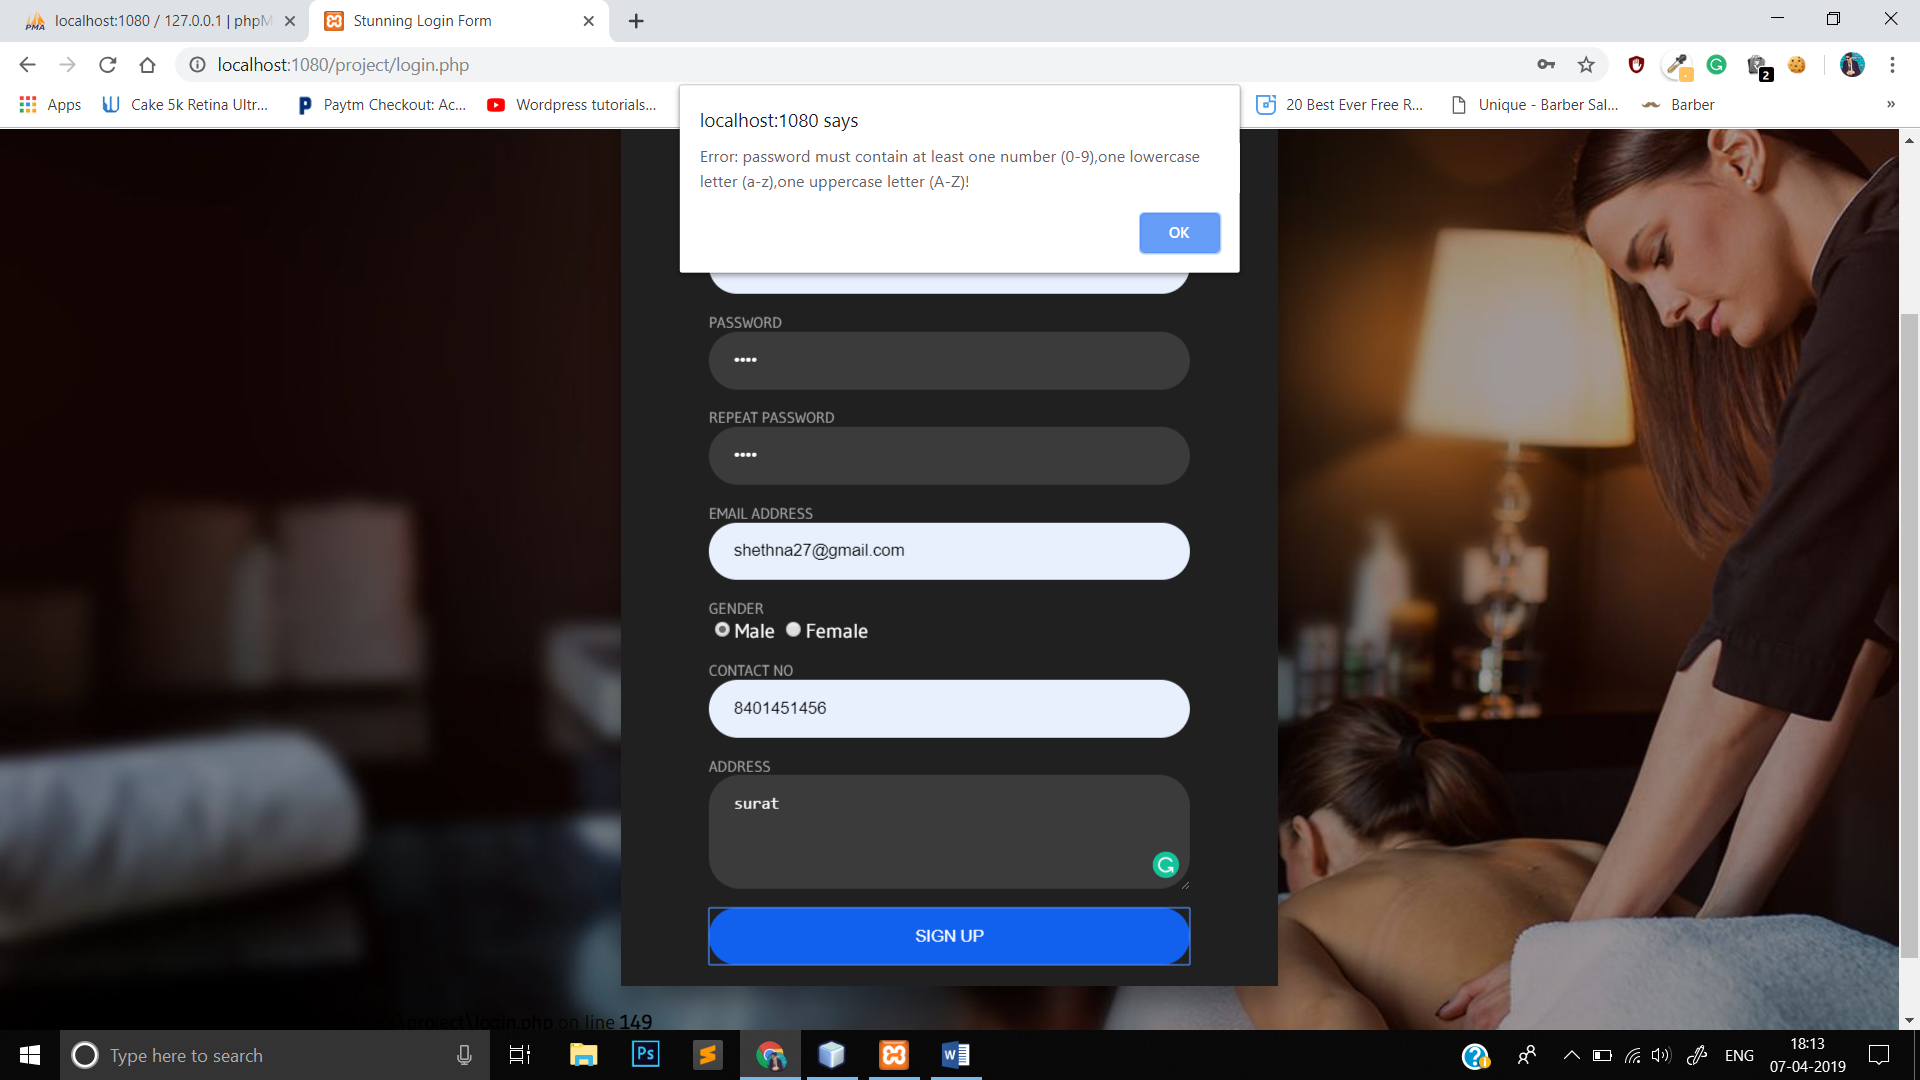 localhost:1080 / 127.0.0.1 | phpM
Stunning Login Form
localhost:1080/project/login.php
2
Apps
Cake 5k Retina Ultr...
Paytm Checkout: Ac...
Wordpress tutorials...
20 Best Ever Free R...
Unique - Barber Sal...
Barber
»
localhost:1080 says
Error: password must contain at least one number (0-9),one lowercase
letter (a-z),one uppercase letter (A-Z)!
OK
PASSWORD
••••
REPEAT PASSWORD
••••
EMAIL ADDRESS
shethna27@gmail.com
GENDER
Male Female
CONTACT NO
8401451456
ADDRESS
surat
SIGN UP
\project\login.php on line 149
Type here to search
Ps
W
ENG
18:13
07-04-2019